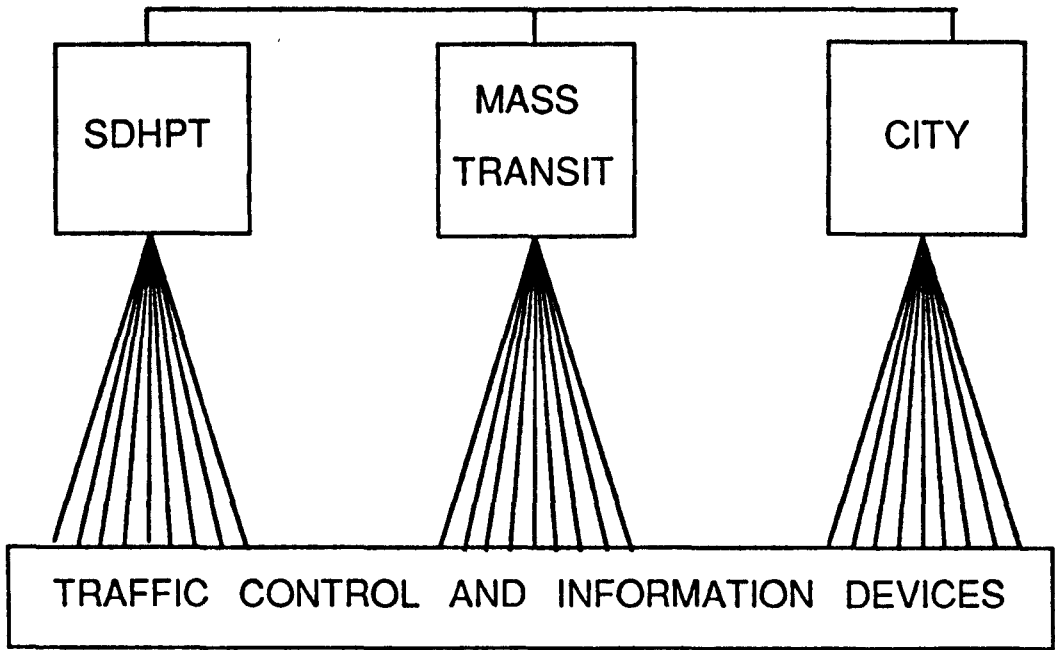 SDHPT
MASS
TRANSIT
CITY
TRAFFIC CONTROL AND INFORMATION DEVICES